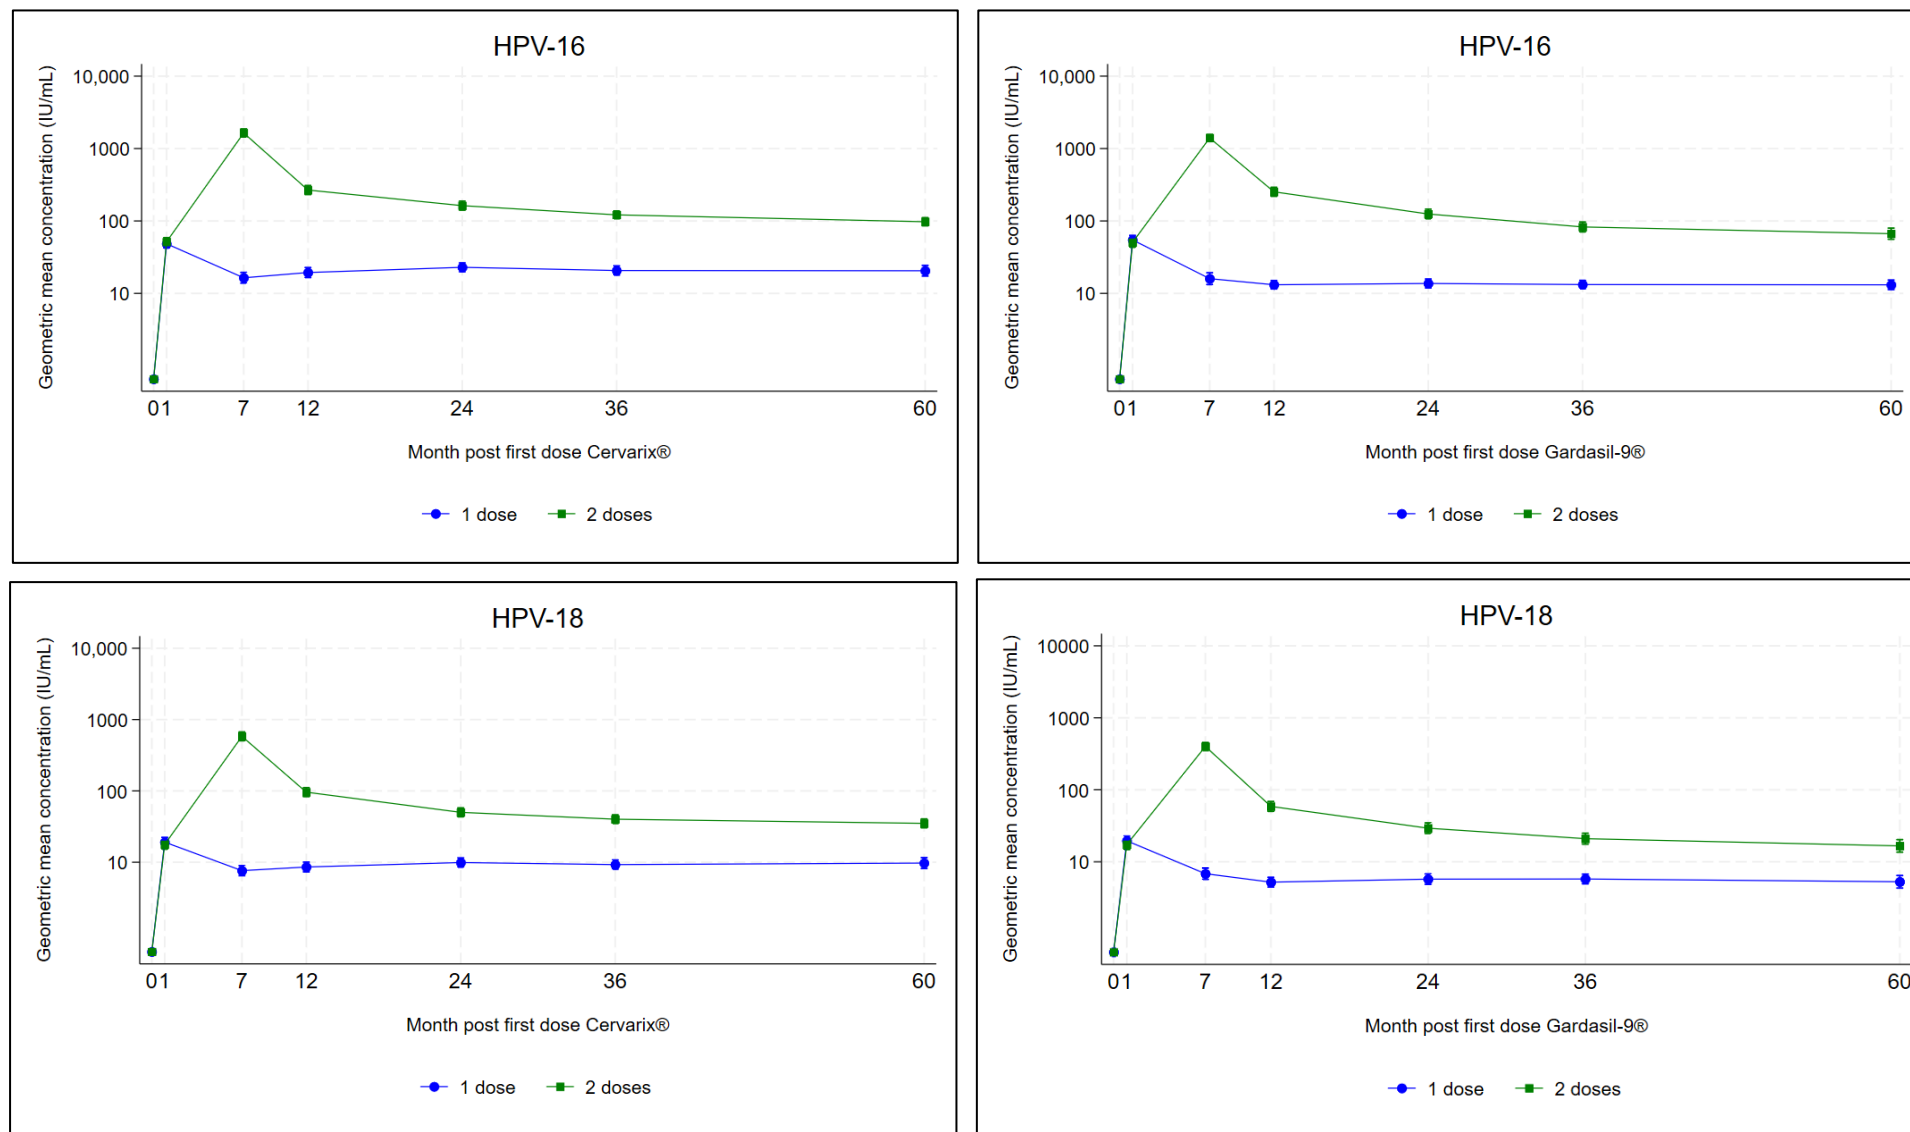 HPV-16
Geometric mean concentration (IU/mL)
10,000
1000
100
10
01 7 12 24 36 60
Month post first dose Cervarix®
1 dose 2 doses
HPV-16
Geometric mean concentration (IU/mL)
10,000
1000
100
10
01 7 12 24 36 60
Month post first dose Gardasil-9®
1 dose 2 doses
HPV-18
Geometric mean concentration (IU/mL)
10,000
1000
100
10
01 7 12 24 36 60
Month post first dose Cervarix®
1 dose 2 doses
HPV-18
Geometric mean concentration (IU/mL)
10000
1000
100
10
01 7 12 24 36 60
Month post first dose Gardasil-9®
1 dose 2 doses